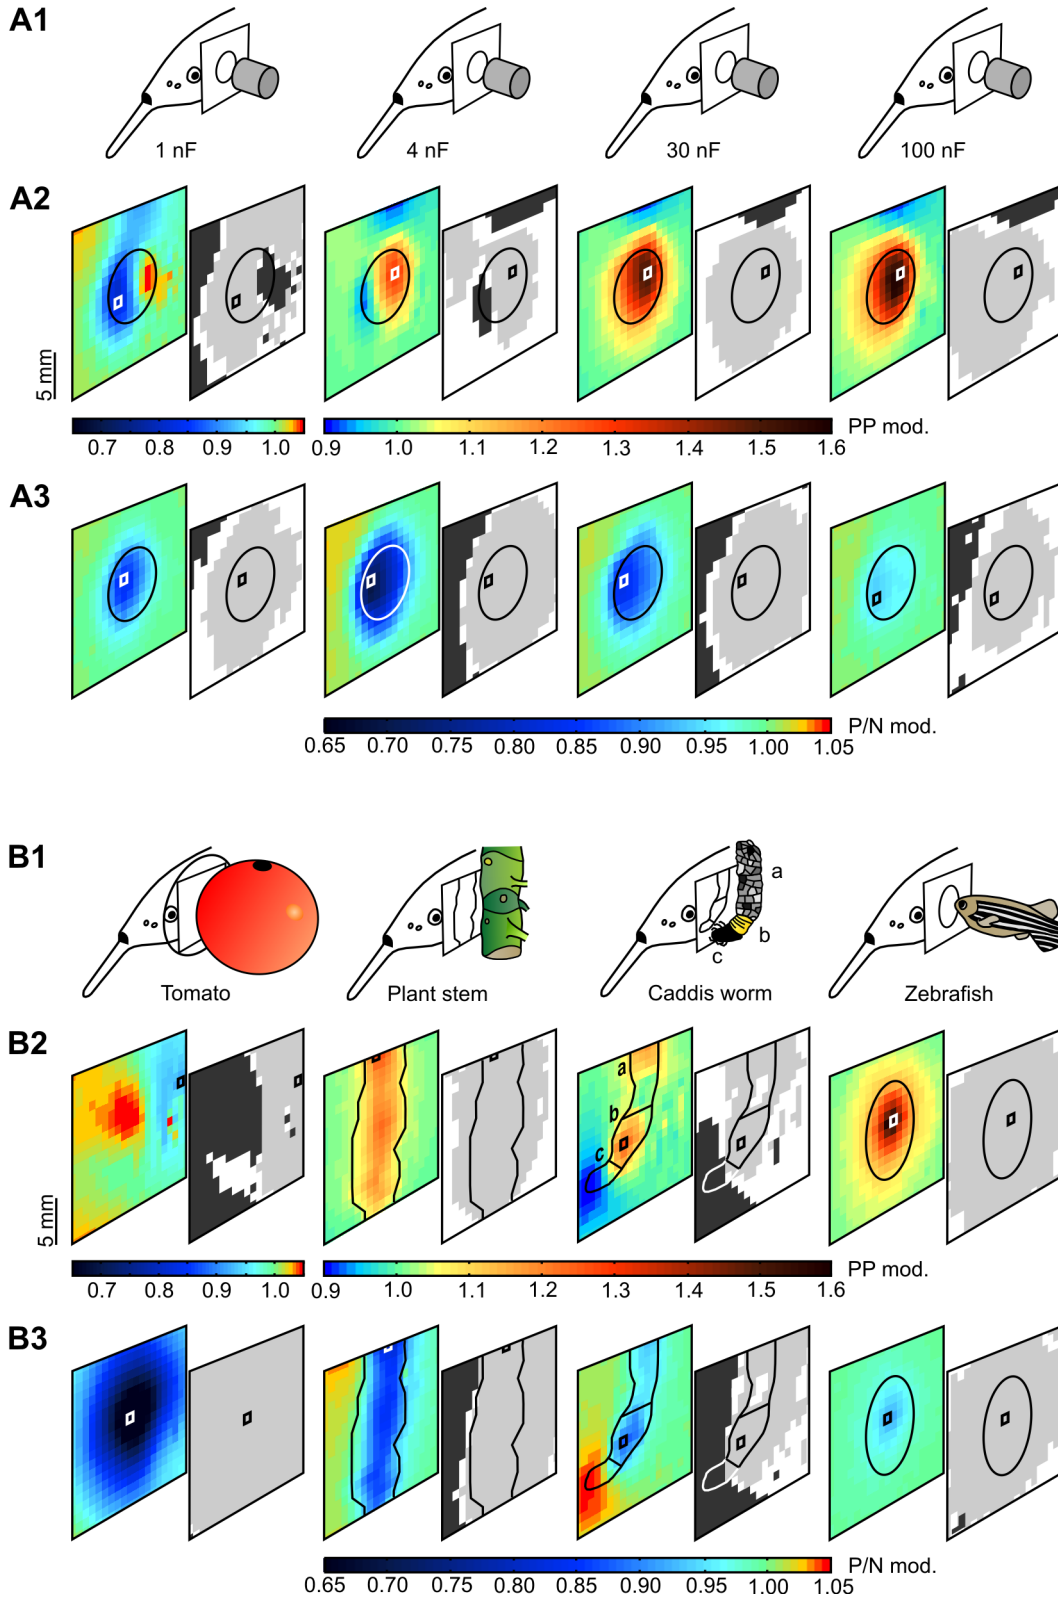 A1
1 nF 4 nF 30 nF 100 nF
A2
5 mm
0.7 0.8 0.9 1.0 0.9 1.0 1.1 1.2 1.3 1.4 1.5 1.6 PP mod.
A3
0.65 0.70 0.75 0.80 0.85 0.90 0.95 1.00 1.05 P/N mod.
B1
a
b
c
Tomato Plant stem Caddis worm Zebrafish
B2
a
b
c
5 mm
0.7 0.8 0.9 1.0 0.9 1.0 1.1 1.2 1.3 1.4 1.5 1.6 PP mod.
B3
0.65 0.70 0.75 0.80 0.85 0.90 0.95 1.00 1.05 P/N mod.